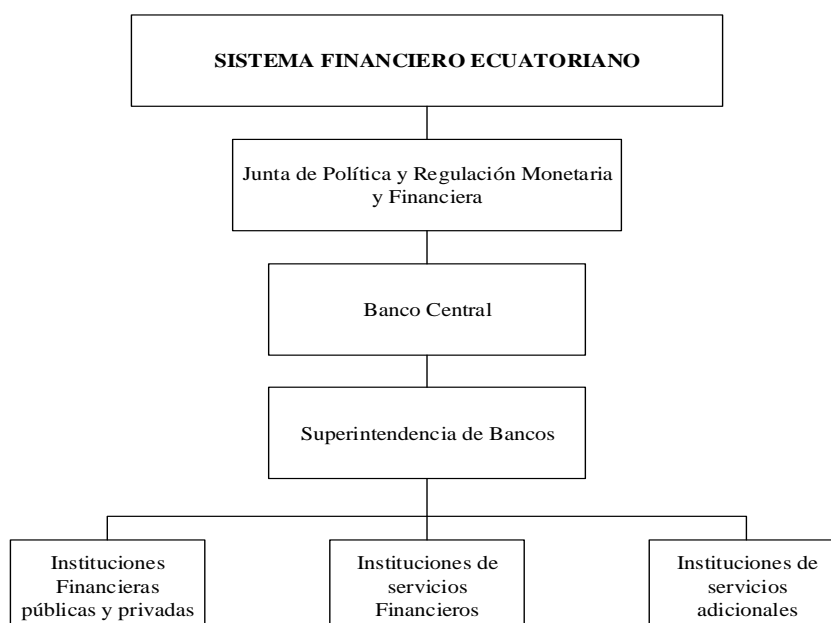 SISTEMA FINANCIERO ECUATORIANO
Junta de Política y Regulación Monetaria
y Financiera
Banco Central
Superintendencia de Bancos
Instituciones
Financieras
públicas y privadas
Instituciones de
servicios
Financieros
Instituciones de
servicios
adicionales